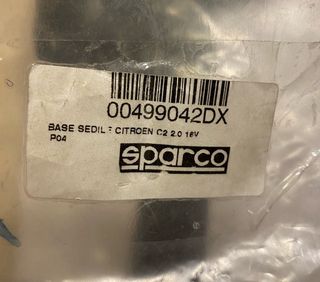 00499042DX
BASE SEDILE CITROEN C2 2.0 16V
P04
sparco